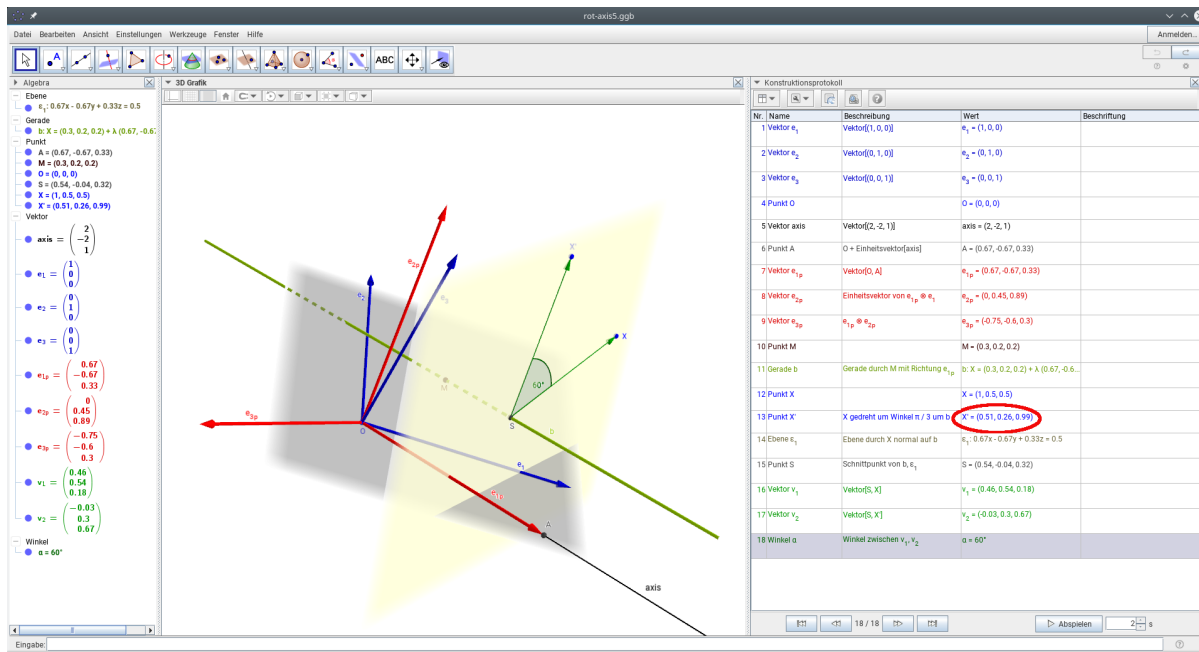 rot-axis5.ggb
Datei Bearbeiten Ansicht Einstellungen Werkzeuge Fenster Hilfe
Anmelden...
ABC
Algebra
Ebene
ε₁: 0.67x - 0.67y + 0.33z = 0.5
Gerade
b: X = (0.3, 0.2, 0.2) + λ (0.67, -0.67
Punkt
A = (0.67, -0.67, 0.33)
M = (0.3, 0.2, 0.2)
O = (0, 0, 0)
S = (0.54, -0.04, 0.32)
X = (1, 0.5, 0.5)
X' = (0.51, 0.26, 0.99)
Vektor
axis = (2 -2 1)
e₁ = (1 0 0)
e₂ = (0 1 0)
e₃ = (0 0 1)
e₁ₚ = (0.67 -0.67 0.33)
e₂ₚ = (0 0.45 0.89)
e₃ₚ = (-0.75 -0.6 0.3)
v₁ = (0.46 0.54 0.18)
v₂ = (-0.03 0.3 0.67)
Winkel
α = 60°
3D Grafik
e₂ₚ
X'
e₂
e₃
X
M
60°
e₃ₚ
O
S
b
e₁
e₁ₚ
A
axis
Konstruktionsprotokoll
Nr. Name Beschreibung Wert Beschriftung
1 Vektor e₁ Vektor[(1, 0, 0)] e₁ = (1, 0, 0)
2 Vektor e₂ Vektor[(0, 1, 0)] e₂ = (0, 1, 0)
3 Vektor e₃ Vektor[(0, 0, 1)] e₃ = (0, 0, 1)
4 Punkt O O = (0, 0, 0)
5 Vektor axis Vektor[(2, -2, 1)] axis = (2, -2, 1)
6 Punkt A O + Einheitsvektor[axis] A = (0.67, -0.67, 0.33)
7 Vektor e₁ₚ Vektor[O, A] e₁ₚ = (0.67, -0.67, 0.33)
8 Vektor e₂ₚ Einheitsvektor von e₁ₚ ⊗ e₁ e₂ₚ = (0, 0.45, 0.89)
9 Vektor e₃ₚ e₁ₚ ⊗ e₂ₚ e₃ₚ = (-0.75, -0.6, 0.3)
10 Punkt M M = (0.3, 0.2, 0.2)
11 Gerade b Gerade durch M mit Richtung e₁ₚ b: X = (0.3, 0.2, 0.2) + λ (0.67, -0.6...
12 Punkt X X = (1, 0.5, 0.5)
13 Punkt X' X gedreht um Winkel π / 3 um b X' = (0.51, 0.26, 0.99)
14 Ebene ε₁ Ebene durch X normal auf b ε₁: 0.67x - 0.67y + 0.33z = 0.5
15 Punkt S Schnittpunkt von b, ε₁ S = (0.54, -0.04, 0.32)
16 Vektor v₁ Vektor[S, X] v₁ = (0.46, 0.54, 0.18)
17 Vektor v₂ Vektor[S, X'] v₂ = (-0.03, 0.3, 0.67)
18 Winkel α Winkel zwischen v₁, v₂ α = 60°
18 / 18
Abspielen 2 s
Eingabe: